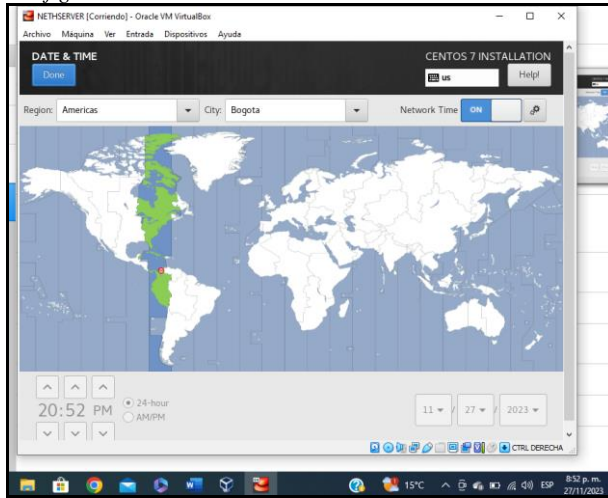 NETHSERVER [Corriendo] - Oracle VM VirtualBox
Archivo Máquina Ver Entrada Dispositivos Ayuda
DATE & TIME
CENTOS 7 INSTALLATION
Done
us
Help!
Region: Americas City: Bogota Network Time ON
20:52 PM
24-hour
AM/PM
11 / 27 / 2023
CTRL DERECHA
15°C ESP 8:52 p. m.
27/11/2023